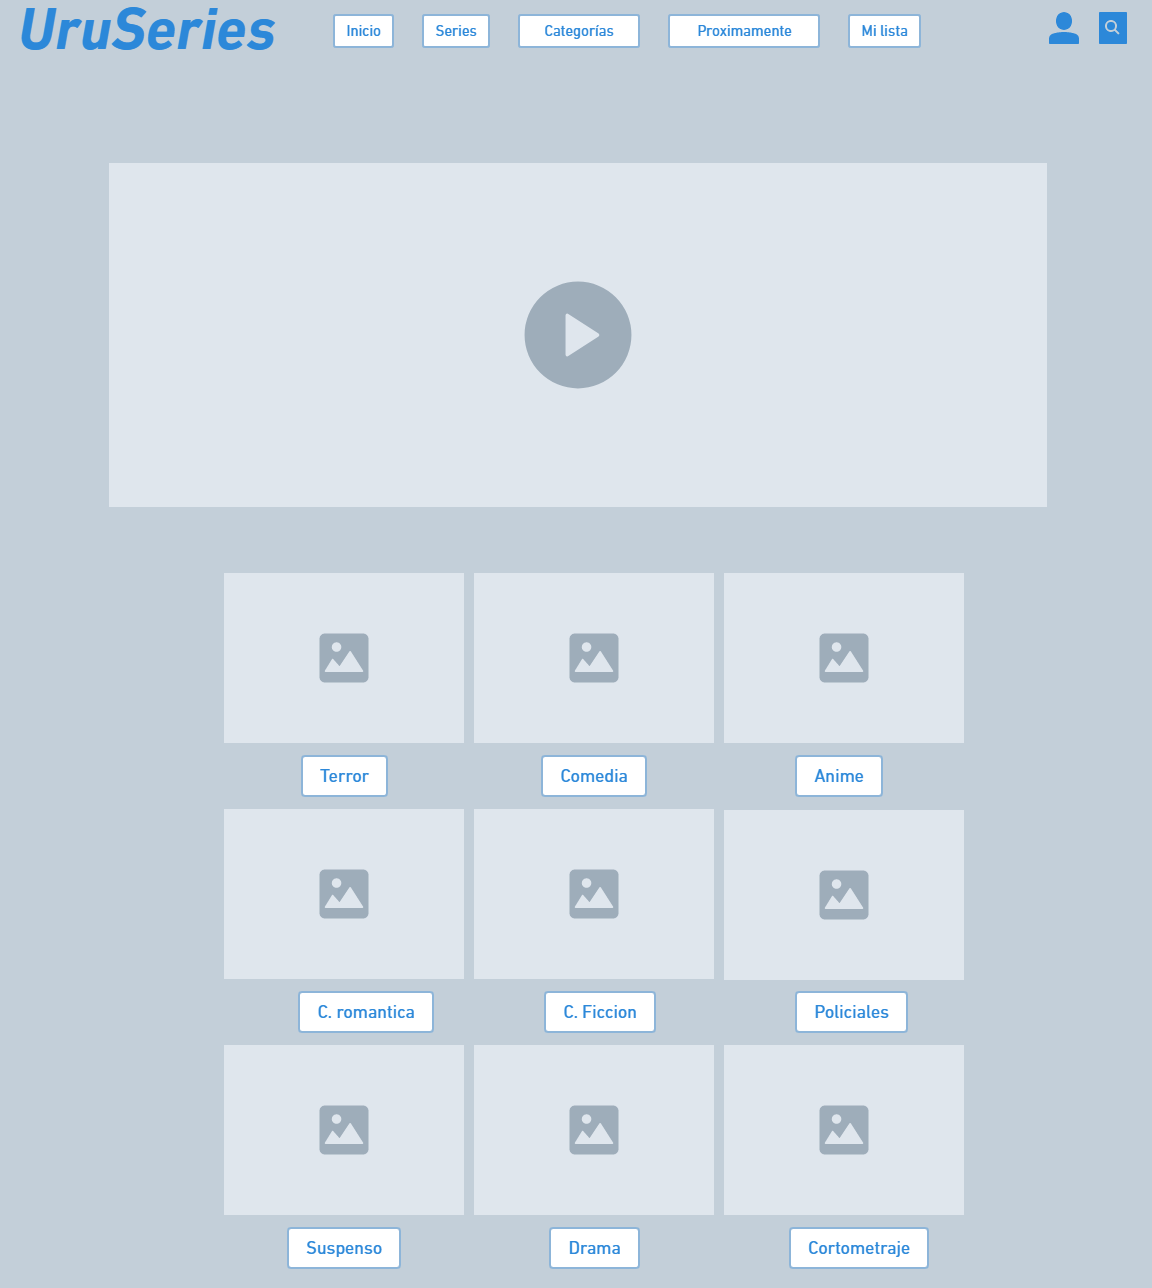 UruSeries
Inicio
Series
Categorías
Proximamente
Mi lista
Terror
Comedia
Anime
C. romantica
C. Ficcion
Policiales
Suspenso
Drama
Cortometraje